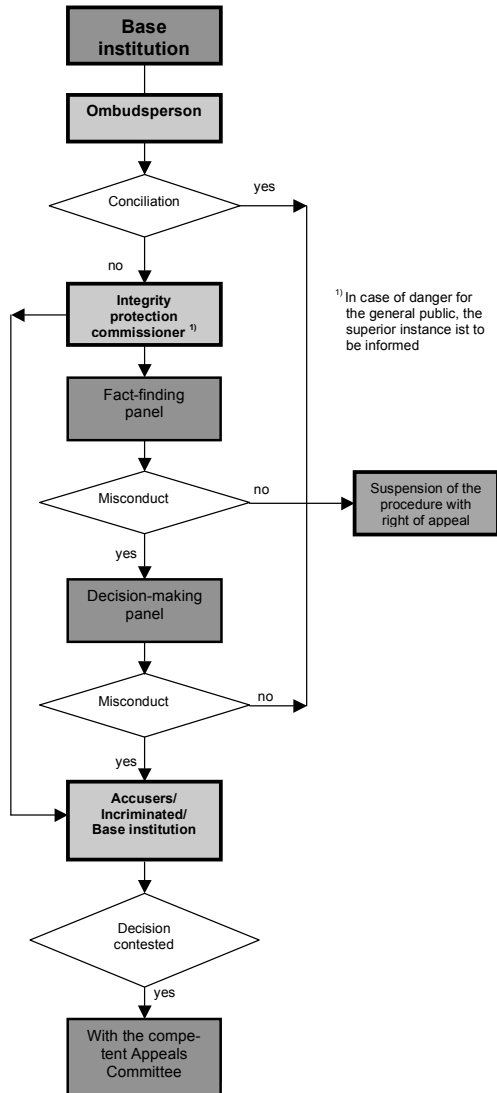 Base
institution
Ombudsperson
yes
Conciliation
no
Integrity
protection
commissioner 1)
1) In case of danger for
the general public, the
superior instance ist to
be informed
Fact-finding
panel
Misconduct
no
Suspension of the
procedure with
right of appeal
yes
Decision-making
panel
Misconduct
no
yes
Accusers/
Incriminated/
Base institution
Decision
contested
yes
With the compe-
tent Appeals
Committee